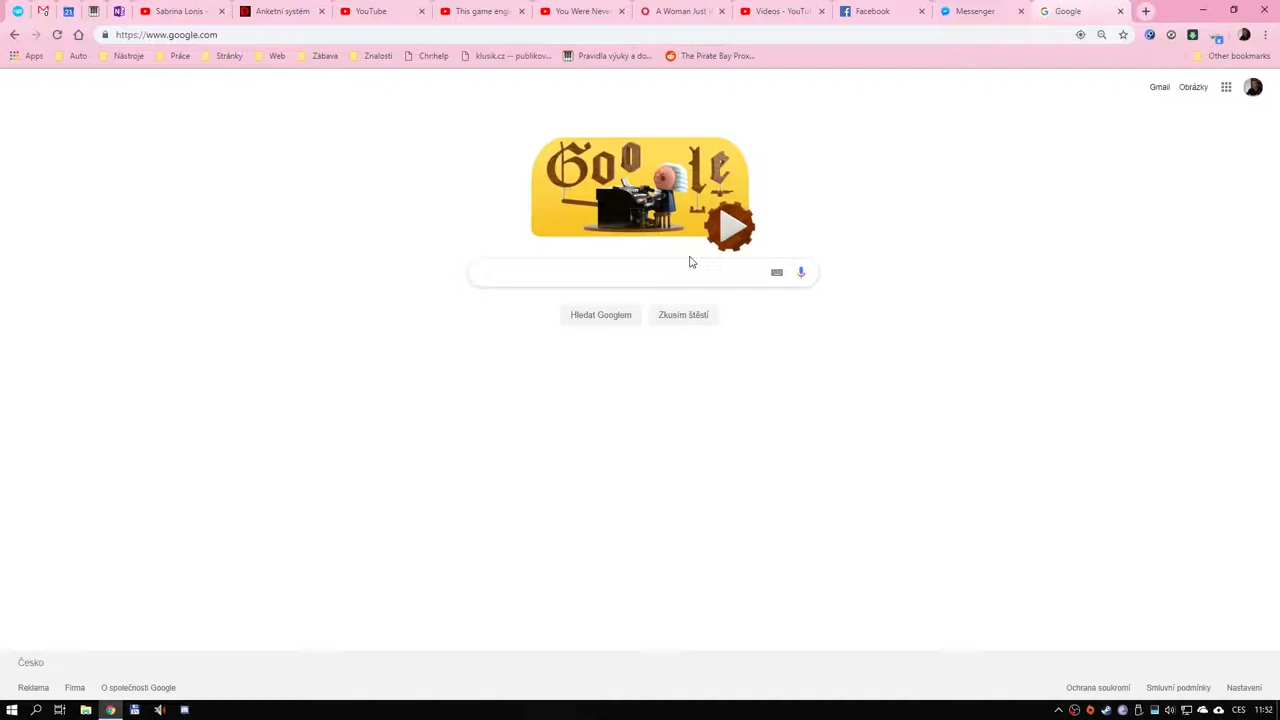 Sabrina Lonis -
Anketní systém
YouTube
This game eng
You Were Neve
A Woman Just
Videos - YouTu
Facebook
Messenger
Google
https://www.google.com
Apps
Auto
Nástroje
Práce
Stránky
Web
Zábava
Znalosti
Chrhelp
klusik.cz -- publikov...
Pravidla výuky a do...
The Pirate Bay Prox...
Other bookmarks
Gmail
Obrázky
Google
Hledat Googlem
Zkusím štěstí
Česko
Reklama
Firma
O společnosti Google
Ochrana soukromí
Smluvní podmínky
Nastavení
CES
11:52